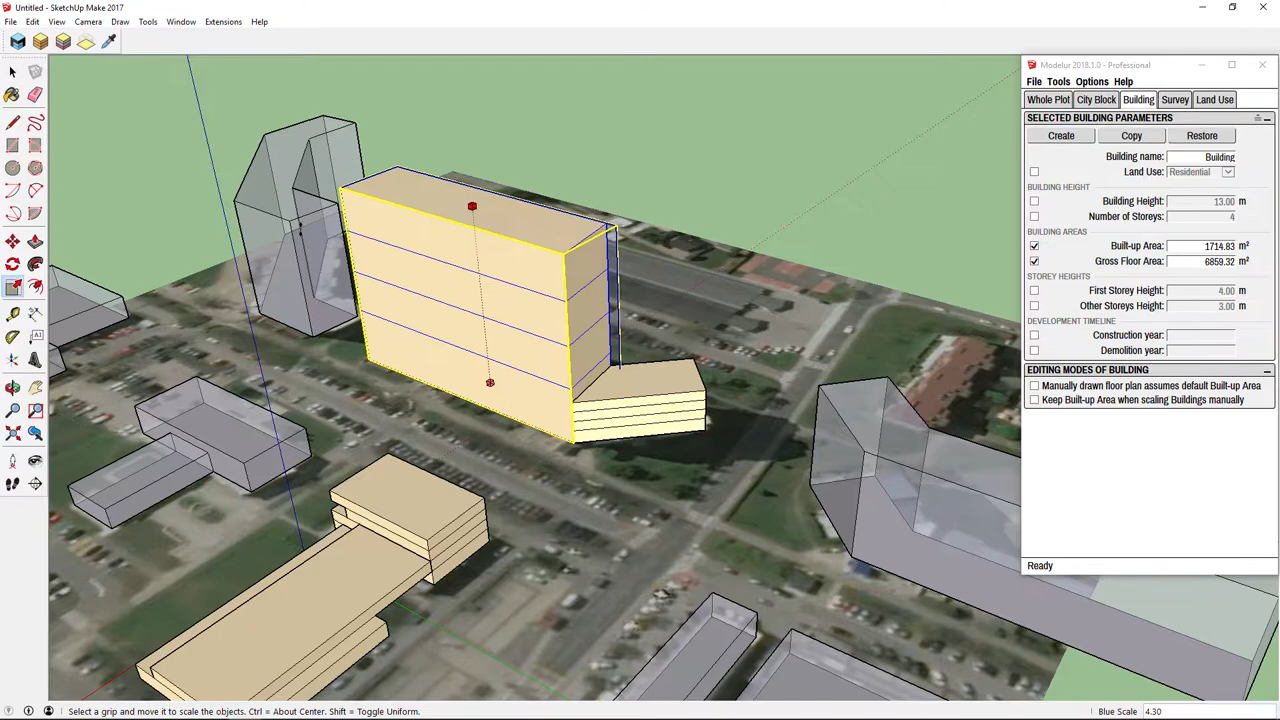 Untitled - SketchUp Make 2017
File Edit View Camera Draw Tools Window Extensions Help
Modelur 2018.1.0 - Professional
File Tools Options Help
Whole Plot City Block Building Survey Land Use
SELECTED BUILDING PARAMETERS
Create Copy Restore
Building name: Building
Land Use: Residential
BUILDING HEIGHT
Building Height: 13.00 m
Number of Storeys: 4
BUILDING AREAS
Built-up Area: 1714.83 m²
Gross Floor Area: 6859.32 m²
STOREY HEIGHTS
First Storey Height: 4.00 m
Other Storeys Height: 3.00 m
DEVELOPMENT TIMELINE
Construction year:
Demolition year:
EDITING MODES OF BUILDING
Manually drawn floor plan assumes default Built-up Area
Keep Built-up Area when scaling Buildings manually
Ready
Select a grip and move it to scale the objects. Ctrl = About Center. Shift = Toggle Uniform. Blue Scale 4.30